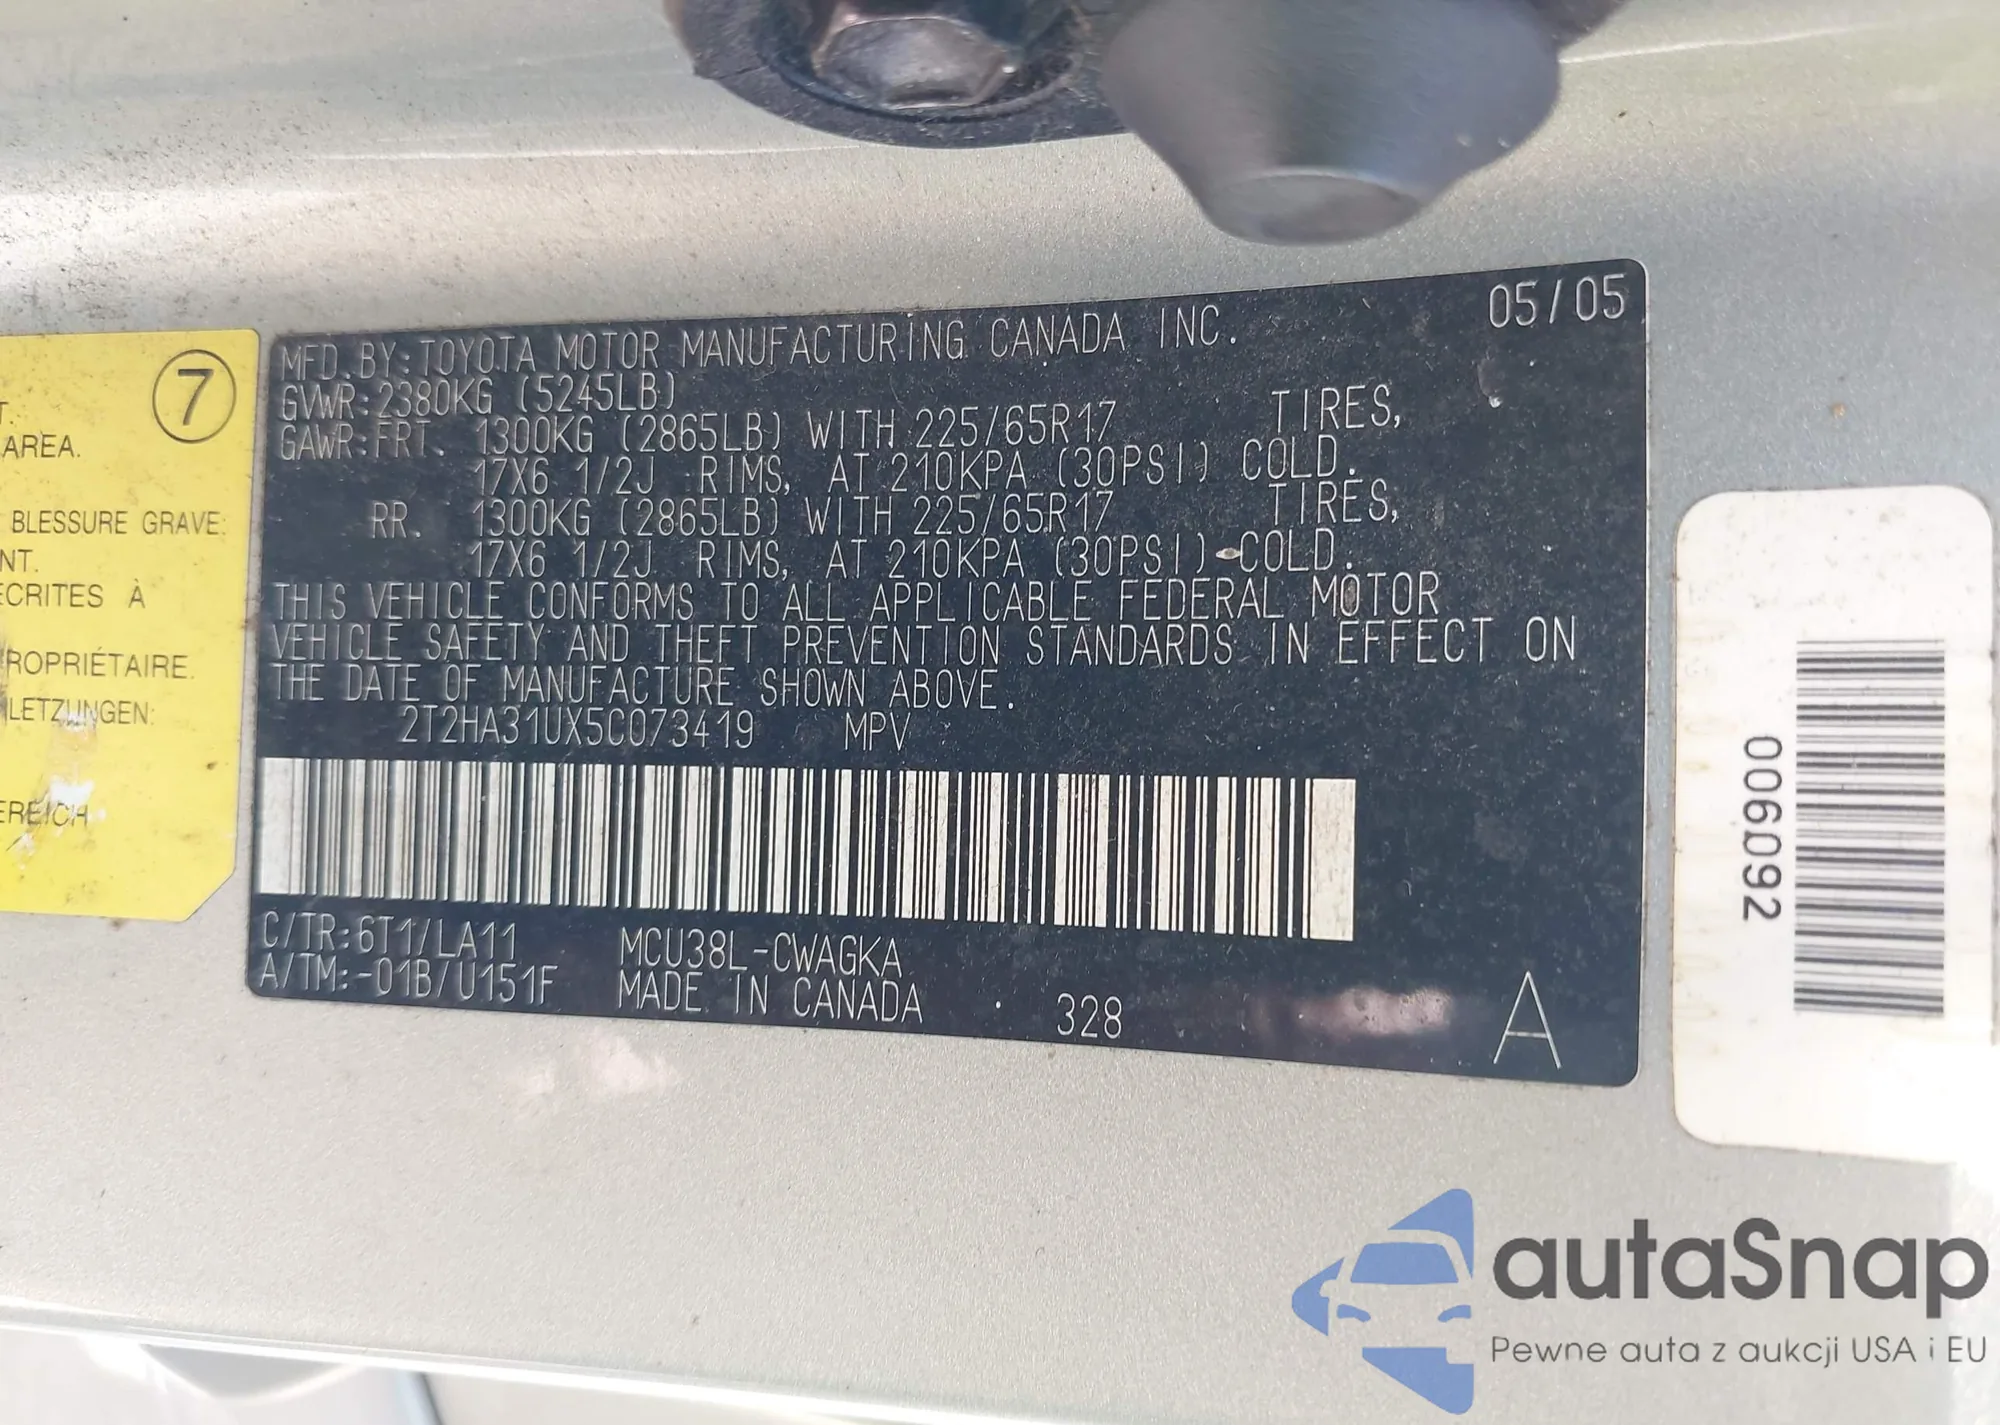 7
T.
AREA.
BLESSURE GRAVE:
NT.
ECRITES À
ROPRIÉTAIRE.
LETZUNGEN:
EREICH
05/05
MFD.BY:TOYOTA MOTOR MANUFACTURING CANADA INC.
GVWR:2380KG (5245LB)
GAWR:FRT. 1300KG (2865LB) WITH 225/65R17 TIRES,
17X6 1/2J RIMS, AT 210KPA (30PSI) COLD.
RR. 1300KG (2865LB) WITH 225/65R17 TIRES,
17X6 1/2J RIMS, AT 210KPA (30PSI) COLD.
THIS VEHICLE CONFORMS TO ALL APPLICABLE FEDERAL MOTOR
VEHICLE SAFETY AND THEFT PREVENTION STANDARDS IN EFFECT ON
THE DATE OF MANUFACTURE SHOWN ABOVE.
2T2HA31UX5C073419 MPV
C/TR:6T1/LA11 MCU38L-CWAGKA
A/TM:-01B/U151F MADE IN CANADA . 328 A
006092
autaSnap
Pewne auta z aukcji USA i EU